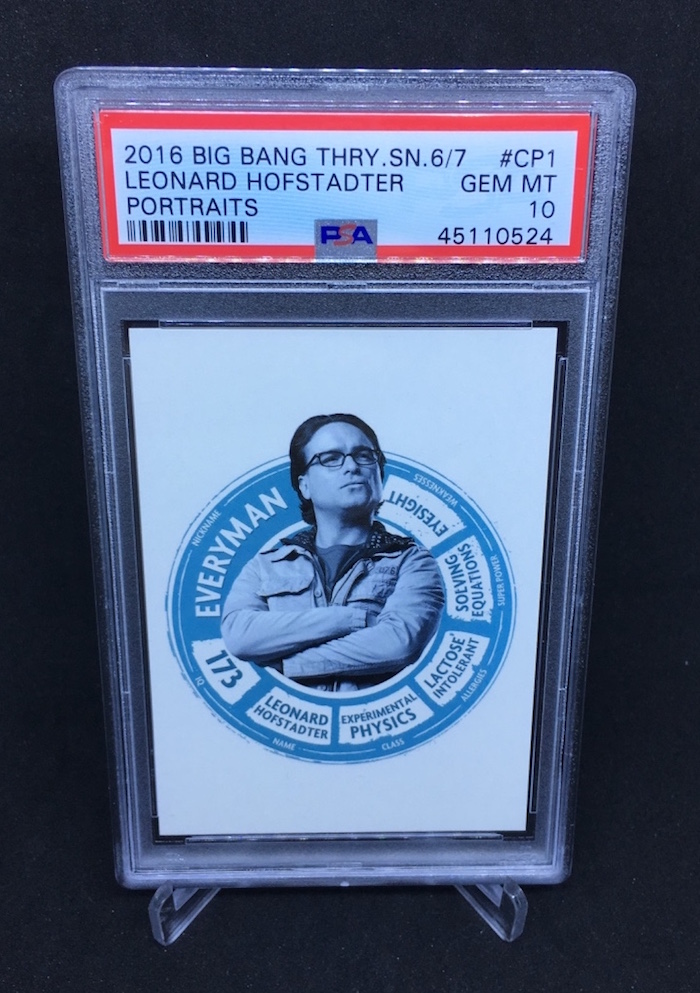 2016 BIG BANG THRY.SN.6/7 #CP1
LEONARD HOFSTADTER GEM MT
PORTRAITS 10
PSA 45110524
NICKNAME
EVERYMAN
WEAKNESSES
EYESIGHT
SUPER POWER
SOLVING
EQUATIONS
ALLERGIES
LACTOSE
INTOLERANT
CLASS
EXPERIMENTAL
PHYSICS
NAME
LEONARD
HOFSTADTER
IQ
173